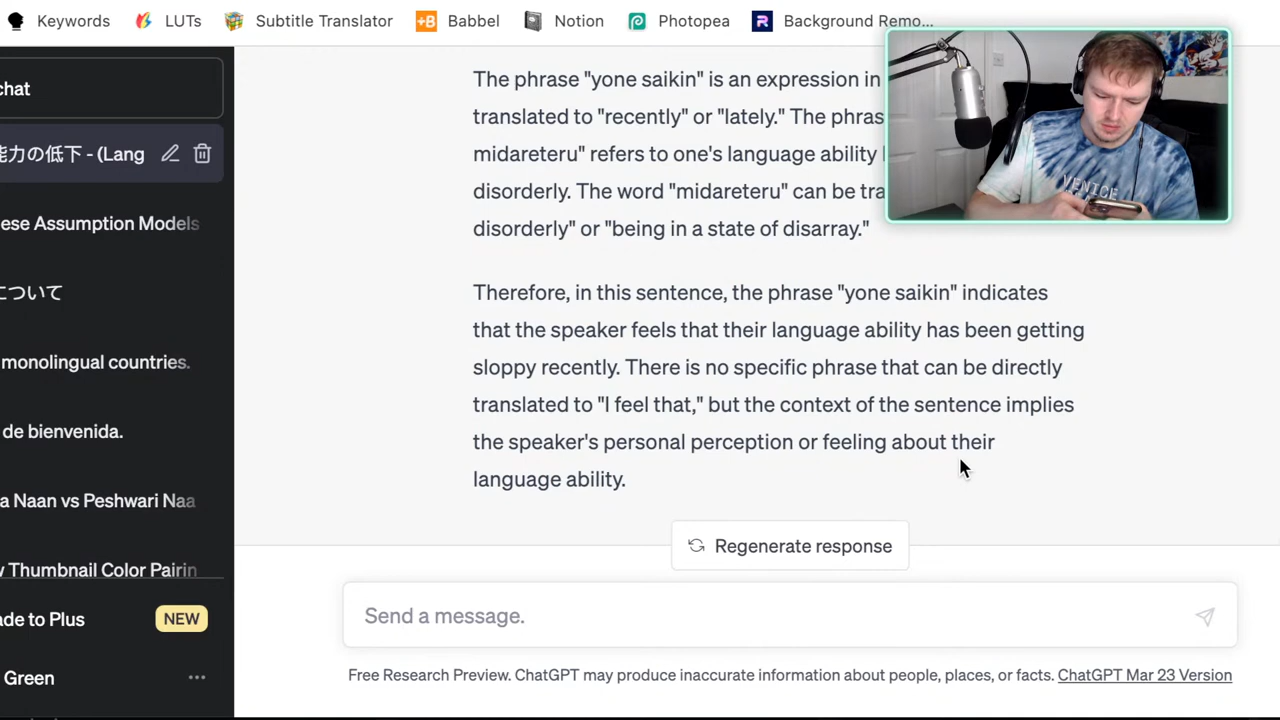 Keywords LUTs Subtitle Translator +B Babbel Notion Photopea R Background Remo...
chat
The phrase "yone saikin" is an expression in
translated to "recently" or "lately." The phras
能力の低下 - (Lang
midareteru" refers to one's language ability
disorderly. The word "midareteru" can be tra
VENICE
ese Assumption Models
disorderly" or "being in a state of disarray."
について
Therefore, in this sentence, the phrase "yone saikin" indicates
that the speaker feels that their language ability has been getting
monolingual countries.
sloppy recently. There is no specific phrase that can be directly
translated to "I feel that," but the context of the sentence implies
de bienvenida.
the speaker's personal perception or feeling about their
language ability.
a Naan vs Peshwari Naa
Regenerate response
w Thumbnail Color Pairin
ade to Plus NEW
Send a message.
Green
Free Research Preview. ChatGPT may produce inaccurate information about people, places, or facts. ChatGPT Mar 23 Version